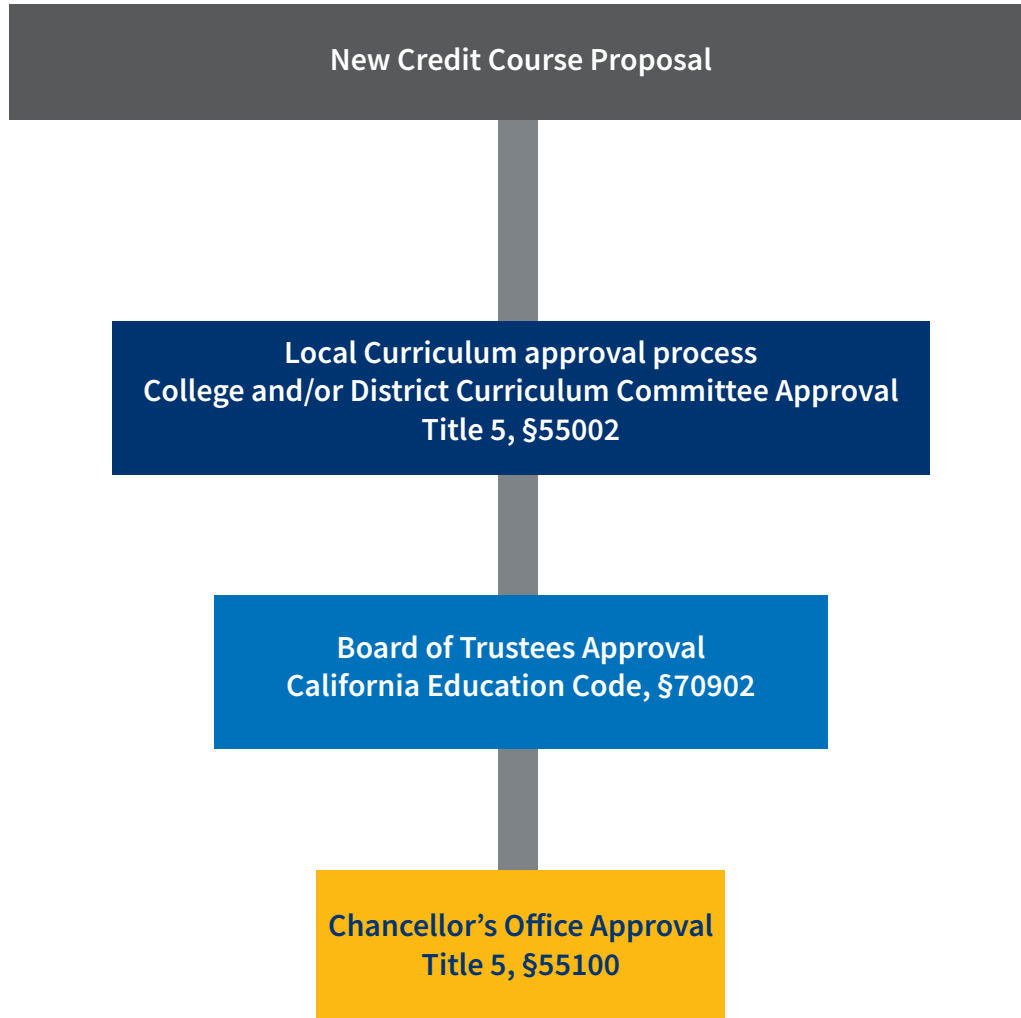 New Credit Course Proposal
Local Curriculum approval process
College and/or District Curriculum Committee Approval
Title 5, §55002
Board of Trustees Approval
California Education Code, §70902
Chancellor’s Office Approval
Title 5, §55100